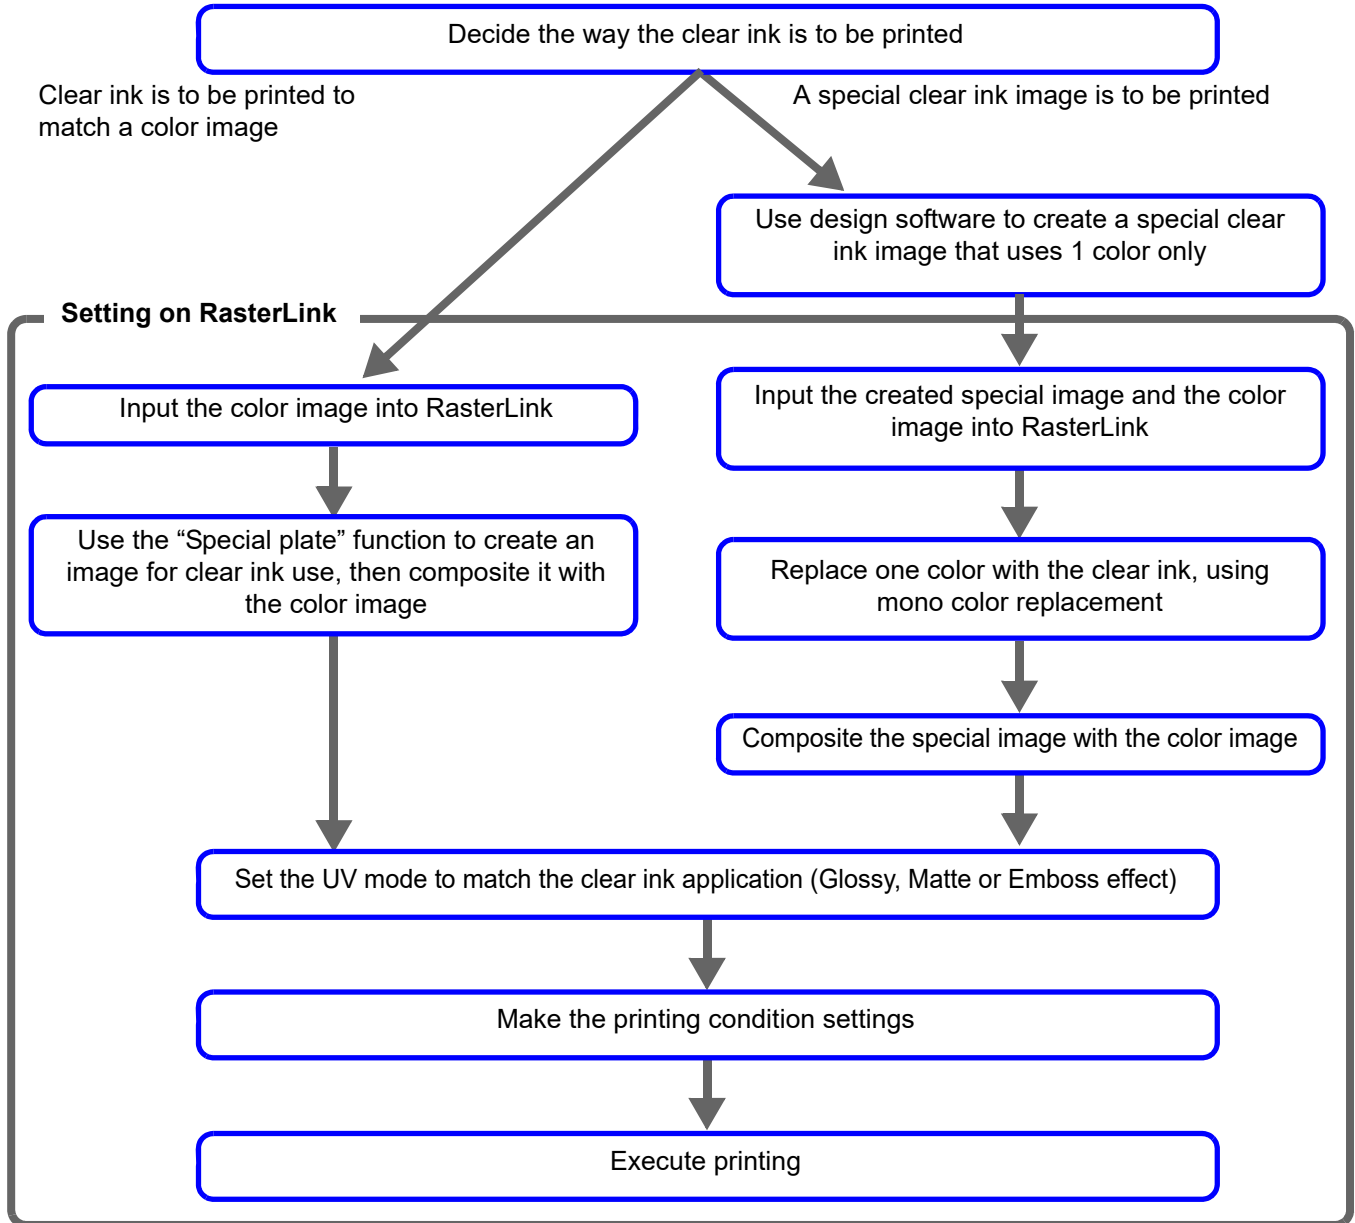 Decide the way the clear ink is to be printed
Clear ink is to be printed to
match a color image
A special clear ink image is to be printed
Use design software to create a special clear
ink image that uses 1 color only
Setting on RasterLink
Input the color image into RasterLink
Use the “Special plate” function to create an
image for clear ink use, then composite it with
the color image
Input the created special image and the color
image into RasterLink
Replace one color with the clear ink, using
mono color replacement
Composite the special image with the color image
Set the UV mode to match the clear ink application (Glossy, Matte or Emboss effect)
Make the printing condition settings
Execute printing